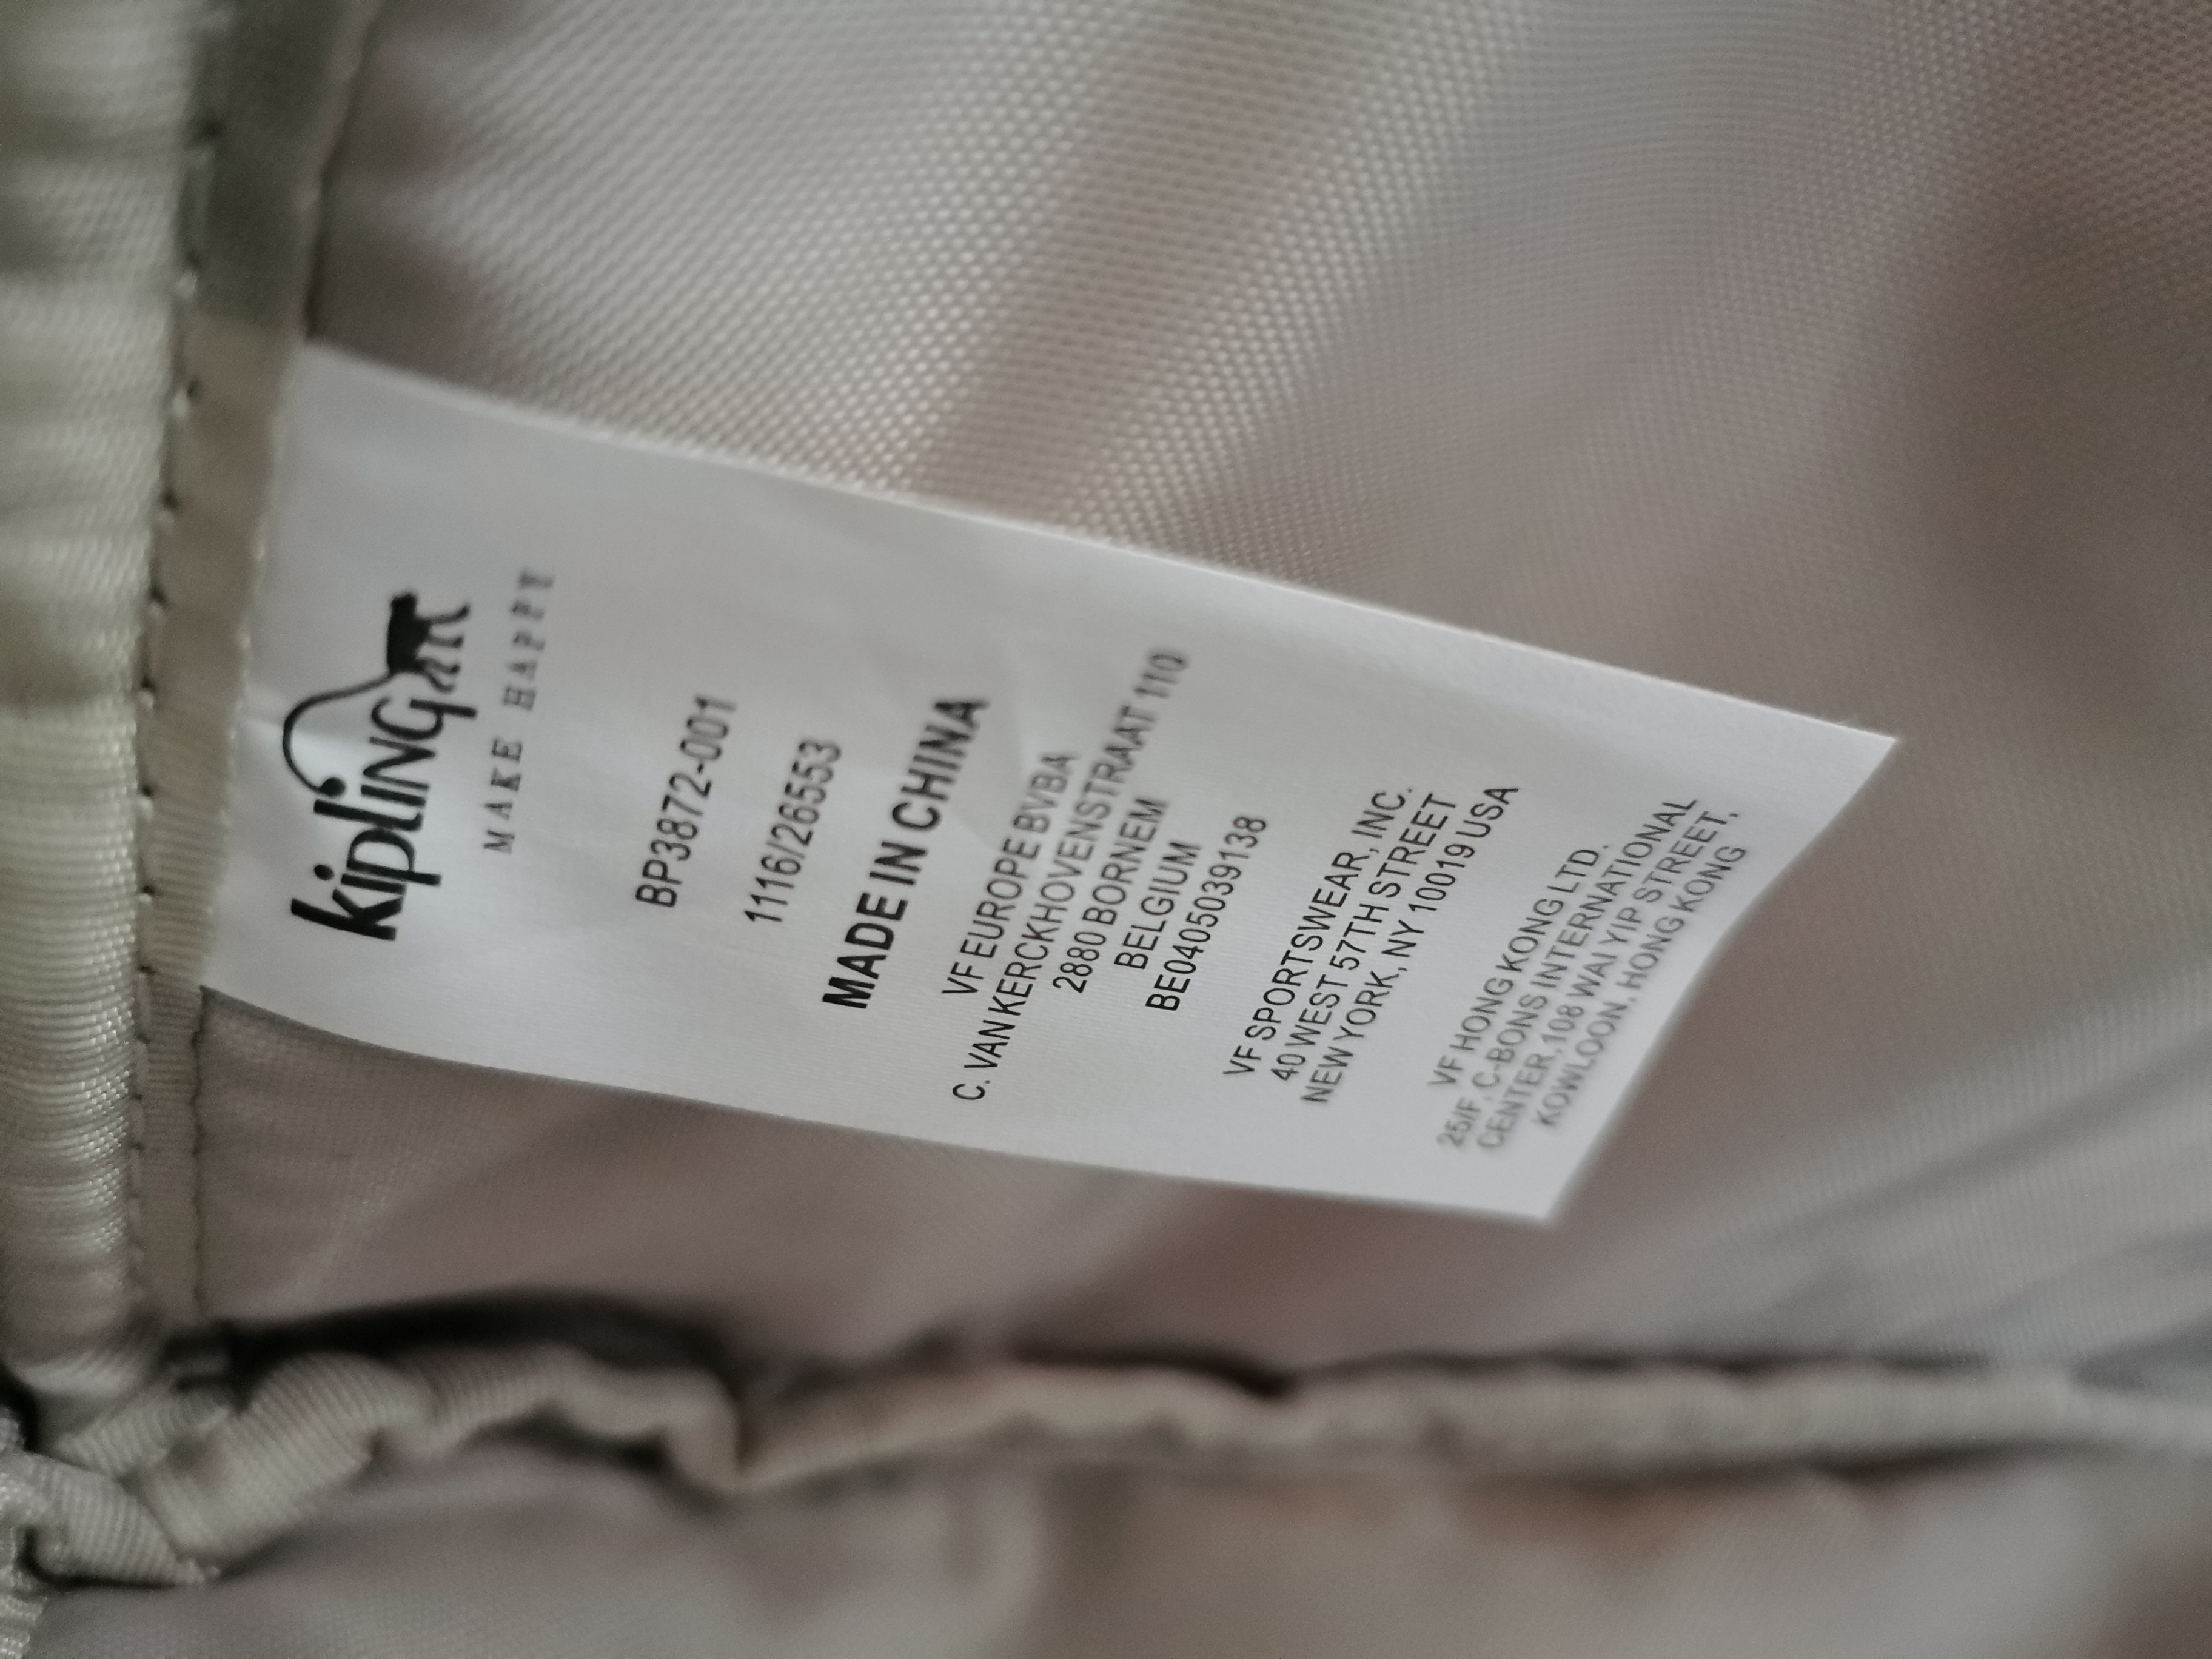 kipling
MAKE HAPPY
BP3872-001
1116/26553
MADE IN CHINA
VF EUROPE BVBA
C. VAN KERCKHOVENSTRAAT 110
2880 BORNEM
BELGIUM
BE0405039138
VF SPORTSWEAR, INC.
40 WEST 57TH STREET
NEW YORK, NY 10019 USA
VF HONG KONG LTD.
25/F, C-BONS INTERNATIONAL
CENTER, 108 WAI YIP STREET,
KOWLOON, HONG KONG